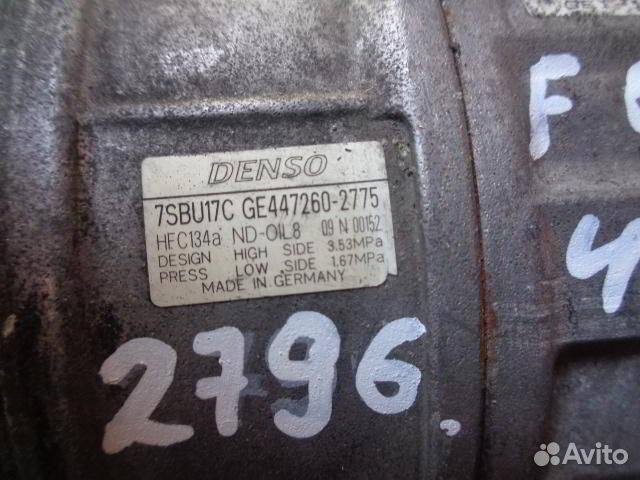 DENSO
7SBU17C GE447260-2775
HFC134a ND-OIL8 09 N 00152
DESIGN HIGH SIDE 3.53MPa
PRESS LOW SIDE 1.67MPa
MADE IN GERMANY
2796.
F
4
Avito